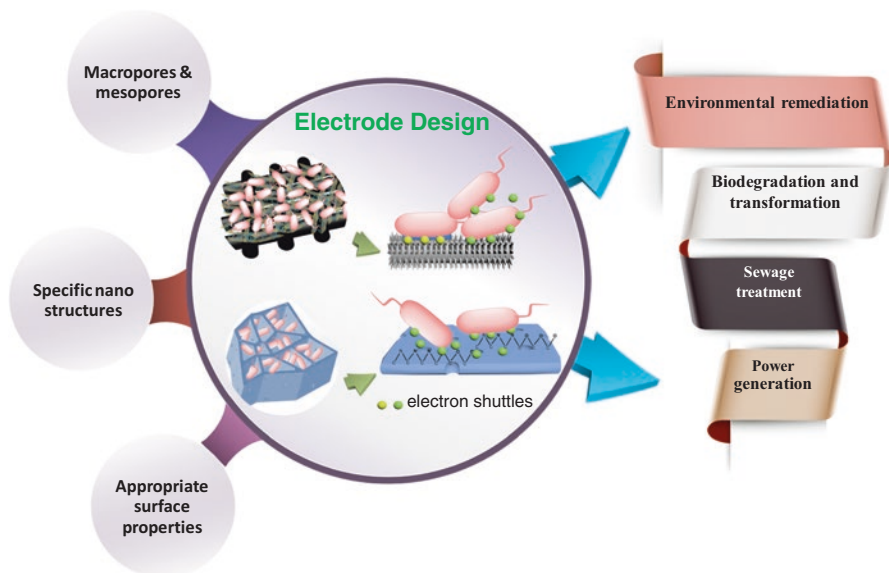 Macropores &
mesopores
Specific nano
structures
Appropriate
surface
properties
Electrode Design
electron shuttles
Environmental remediation
Biodegradation and
transformation
Sewage
treatment
Power
generation